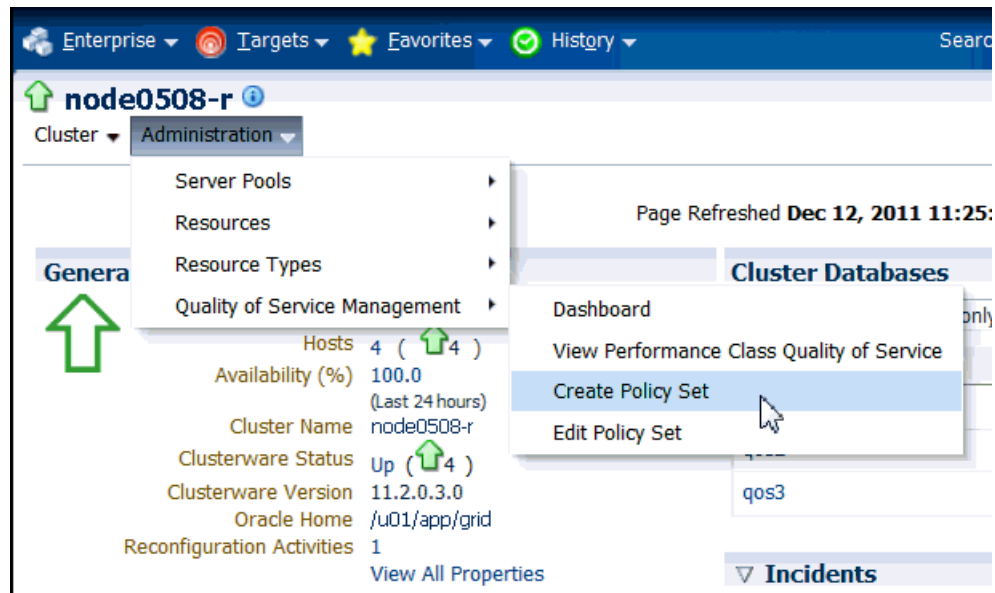 Enterprise Targets Favorites History Searc
node0508-r
Cluster Administration
Server Pools
Resources
Resource Types
Quality of Service Management
Dashboard
View Performance Class Quality of Service
Create Policy Set
Edit Policy Set
Page Refreshed Dec 12, 2011 11:25:
Genera
Hosts 4 ( 4 )
Availability (%) 100.0
(Last 24 hours)
Cluster Name node0508-r
Clusterware Status Up ( 4 )
Clusterware Version 11.2.0.3.0
Oracle Home /u01/app/grid
Reconfiguration Activities 1
View All Properties
Cluster Databases
only
qos3
Incidents